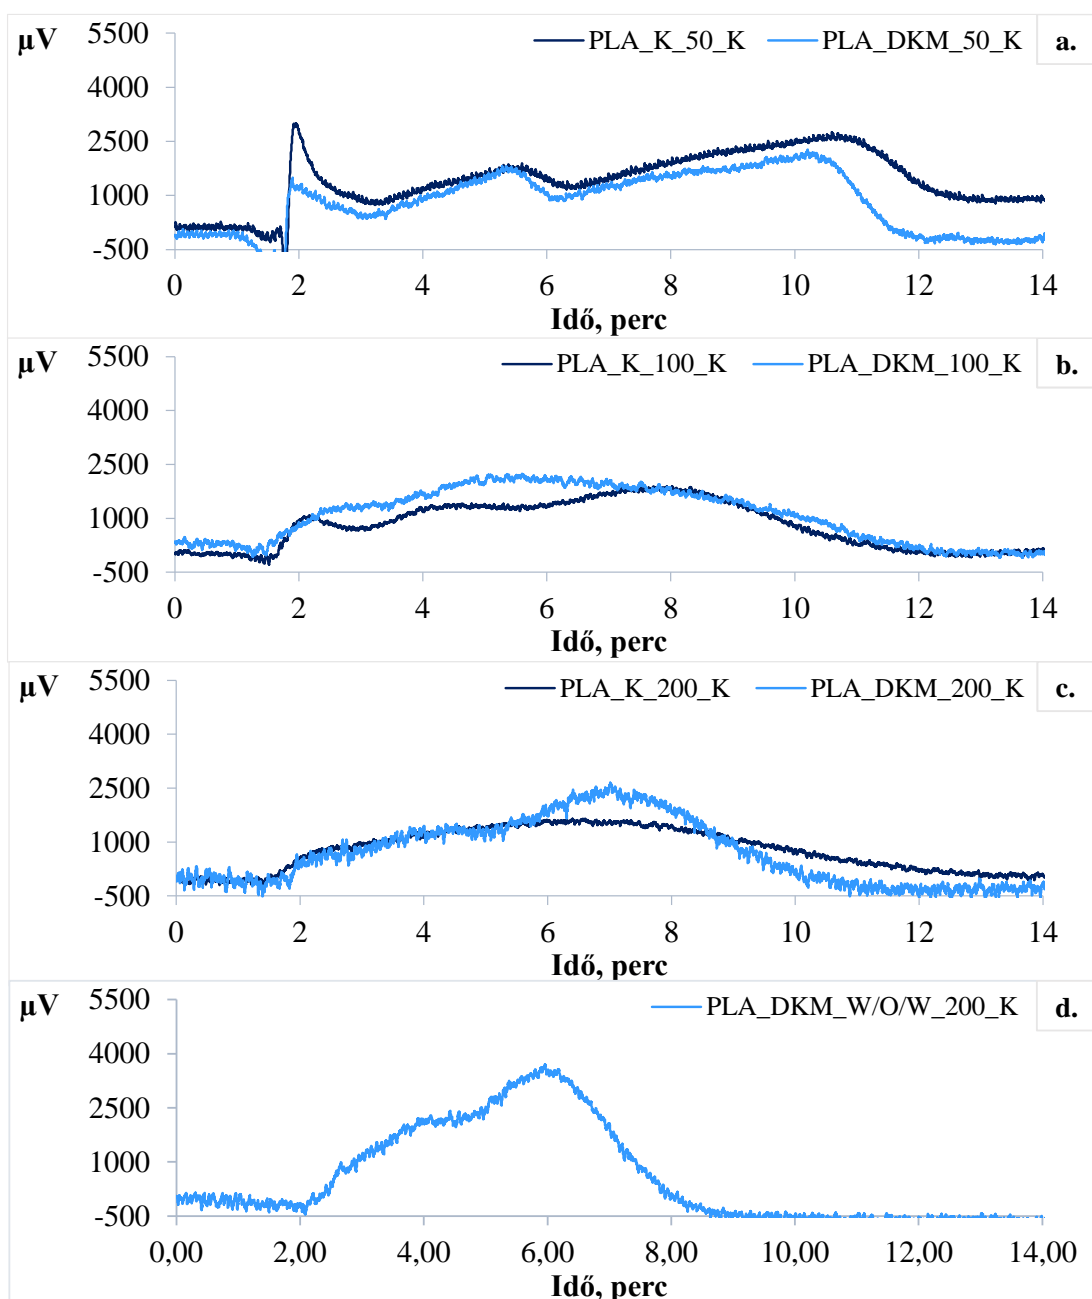 µV 5500 PLA_K_50_K PLA_DKM_50_K a.
4000
2500
1000
-500
0 2 4 6 8 10 12 14
Idő, perc
µV 5500 PLA_K_100_K PLA_DKM_100_K b.
4000
2500
1000
-500
0 2 4 6 8 10 12 14
Idő, perc
µV 5500 PLA_K_200_K PLA_DKM_200_K c.
4000
2500
1000
-500
0 2 4 6 8 10 12 14
Idő, perc
µV 5500 PLA_DKM_W/O/W_200_K d.
4000
2500
1000
-500
0,00 2,00 4,00 6,00 8,00 10,00 12,00 14,00
Idő, perc